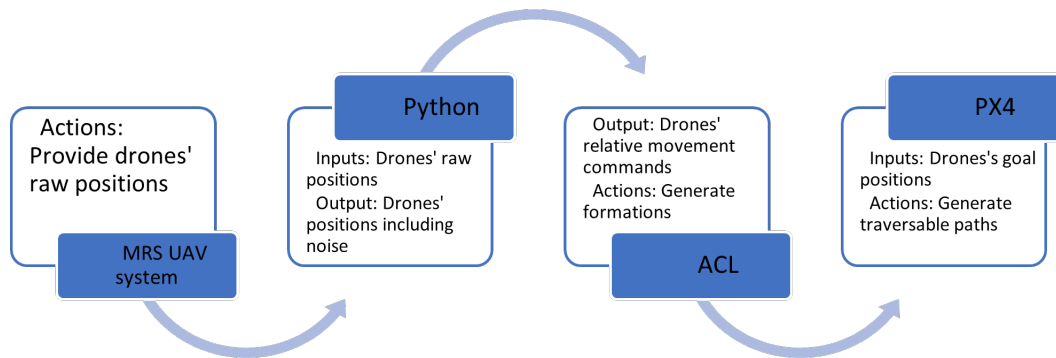 Actions:
Provide drones'
raw positions
MRS UAV
system
Python
Inputs: Drones' raw
positions
Output: Drones'
positions including
noise
Output: Drones'
relative movement
commands
Actions: Generate
formations
ACL
PX4
Inputs: Drones's goal
positions
Actions: Generate
traversable paths